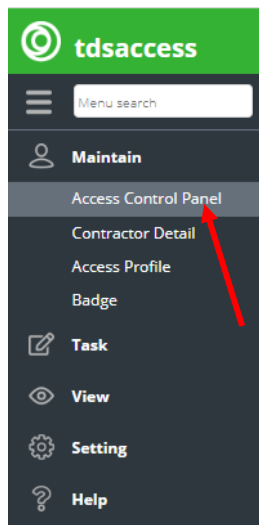 tdsaccess
Menu search
Maintain
Access Control Panel
Contractor Detail
Access Profile
Badge
Task
View
Setting
Help